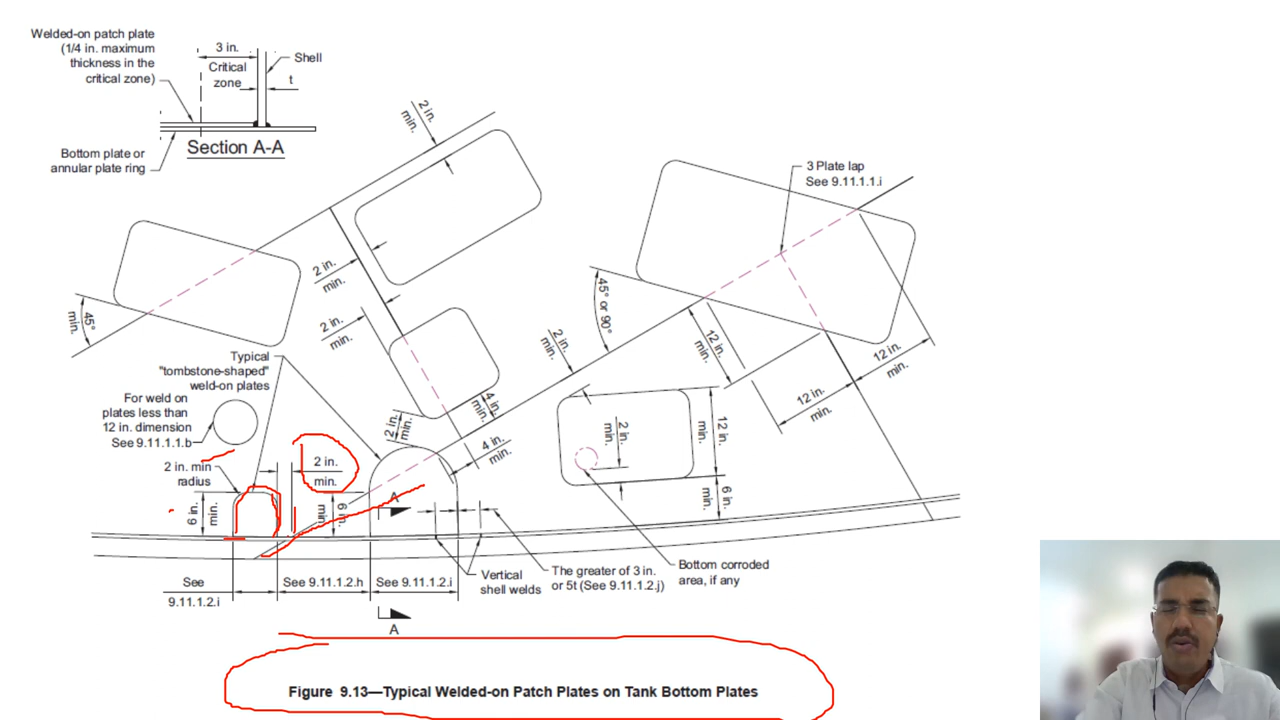 Welded-on patch plate
(1/4 in. maximum
thickness in the
critical zone)
3 in.
Critical
zone
Shell
t
Bottom plate or
annular plate ring
Section A-A
2 in.
min.
3 Plate lap
See 9.11.1.1.i
45°
min.
2 in.
min.
2 in.
min.
45° or 90°
2 in.
min.
12 in.
min.
12 in.
min.
12 in.
min.
Typical
"tombstone-shaped"
weld-on plates
For weld on
plates less than
12 in. dimension
See 9.11.1.1.b
2 in. min
radius
2 in.
min.
2 in.
min.
4 in.
min.
4 in.
min.
2 in.
min.
12 in.
min.
6 in.
min.
6 in.
min.
6 in.
min.
A
See
9.11.1.2.i
See 9.11.1.2.h
See 9.11.1.2.i
Vertical
shell welds
The greater of 3 in.
or 5t (See 9.11.1.2.j)
Bottom corroded
area, if any
A
Figure 9.13—Typical Welded-on Patch Plates on Tank Bottom Plates